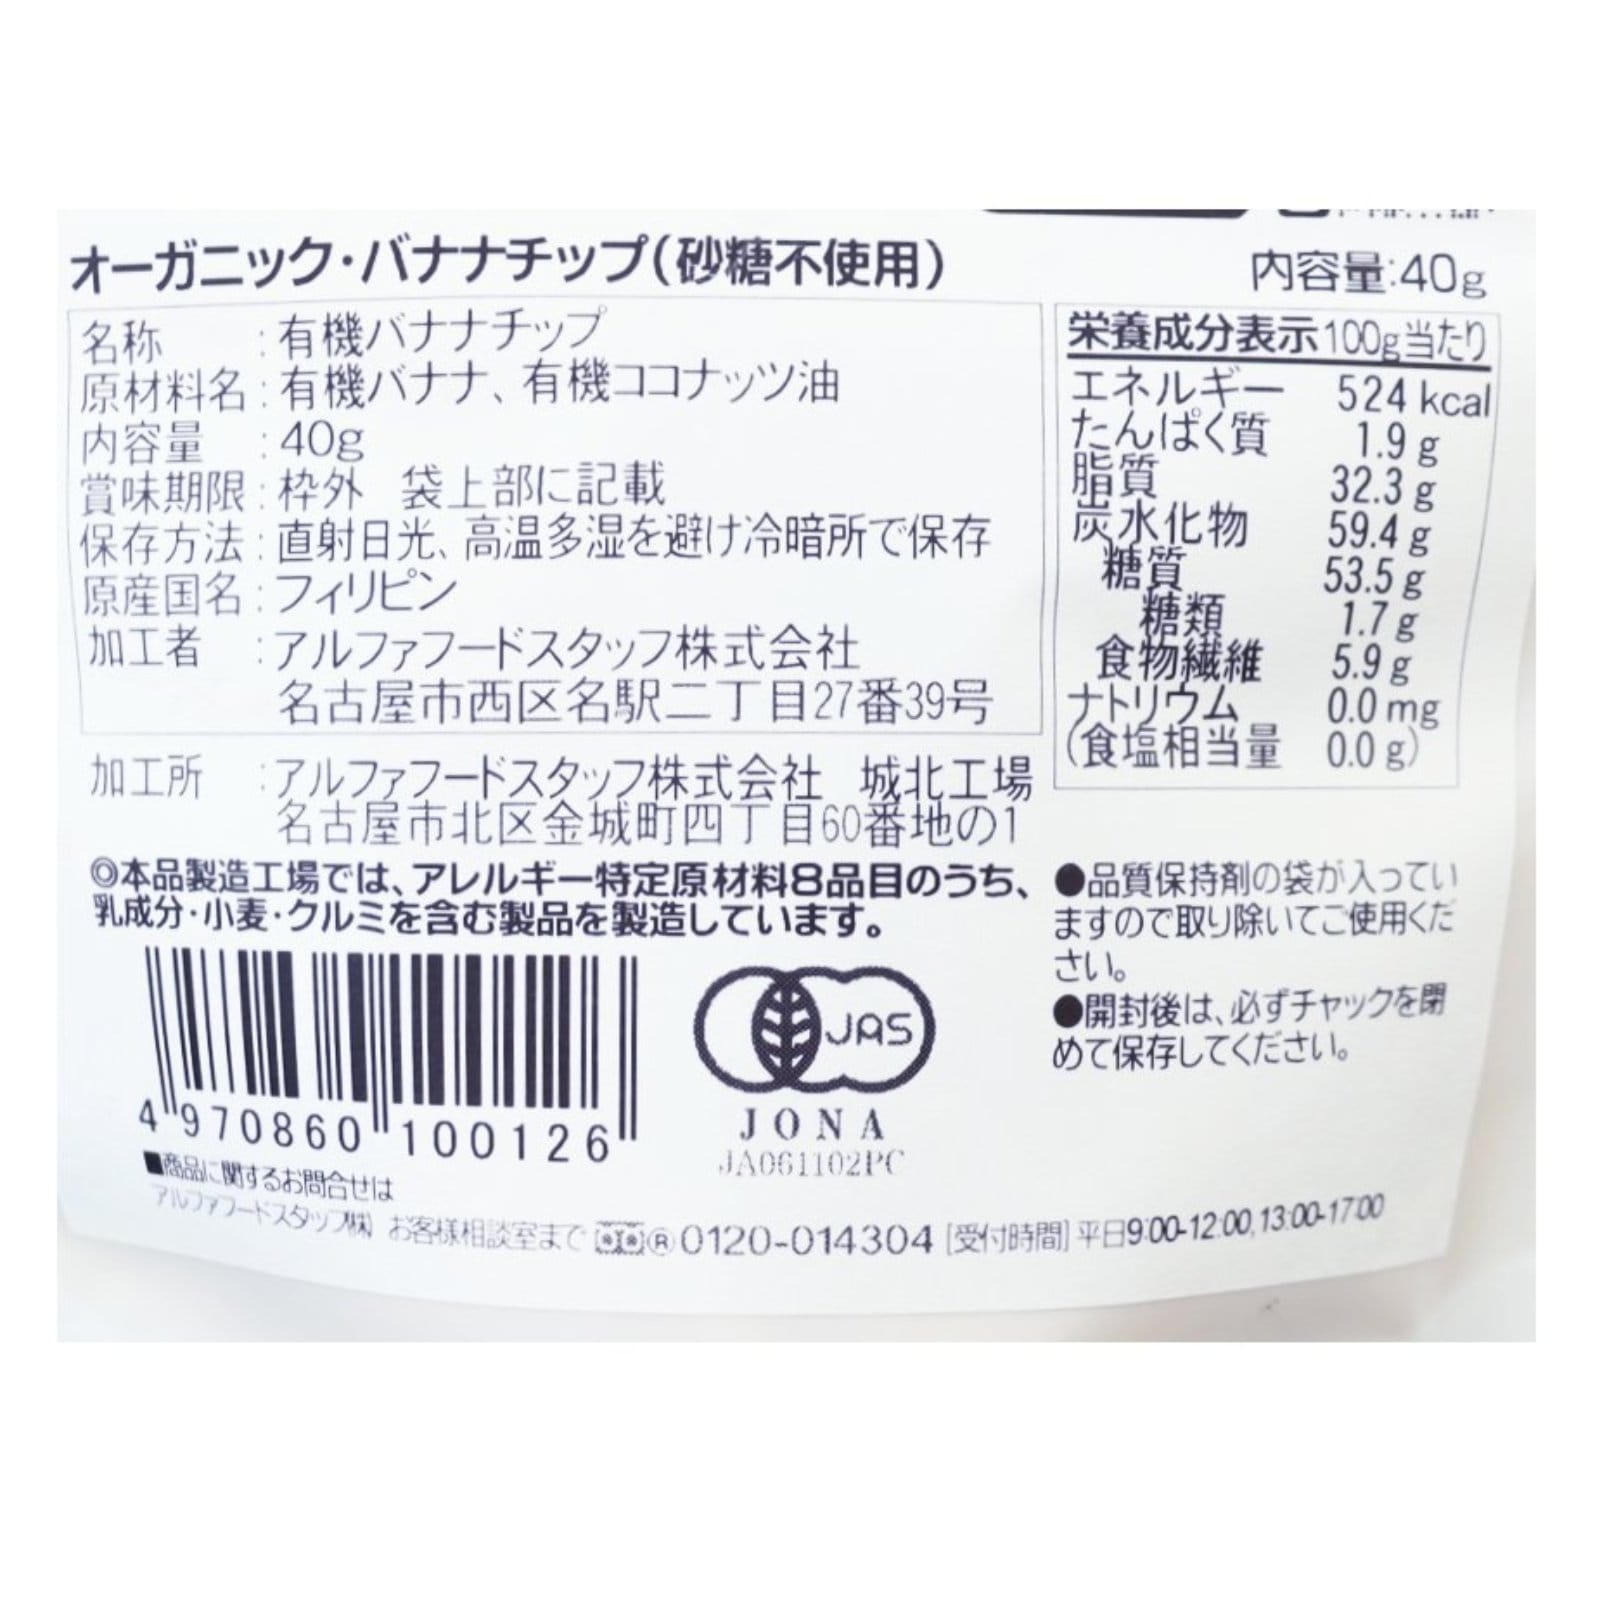 オーガニック・バナナチップ(砂糖不使用)
内容量:40g
名称 : 有機バナナチップ
原材料名 : 有機バナナ、有機ココナッツ油
内容量 : 40g
賞味期限 : 枠外 袋上部に記載
保存方法 : 直射日光、高温多湿を避け冷暗所で保存
原産国名 : フィリピン
加工者 : アルファフードスタッフ株式会社
名古屋市西区名駅二丁目27番39号
加工所 : アルファフードスタッフ株式会社 城北工場
名古屋市北区金城町四丁目60番地の1
◎本品製造工場では、アレルギー特定原材料8品目のうち、
乳成分・小麦・クルミを含む製品を製造しています。
栄養成分表示100g当たり
エネルギー 524 kcal
たんぱく質 1.9 g
脂質 32.3 g
炭水化物 59.4 g
糖質 53.5 g
糖類 1.7 g
食物繊維 5.9 g
ナトリウム 0.0 mg
(食塩相当量 0.0 g)
●品質保持剤の袋が入ってい
ますので取り除いてご使用くだ
さい。
●開封後は、必ずチャックを閉
めて保存してください。
4 970860 100126
JAS
JONA
JA061102PC
■商品に関するお問合せは
アルファフードスタッフ㈱ お客様相談室まで ®0120-014304 [受付時間] 平日9:00-12:00,13:00-17:00